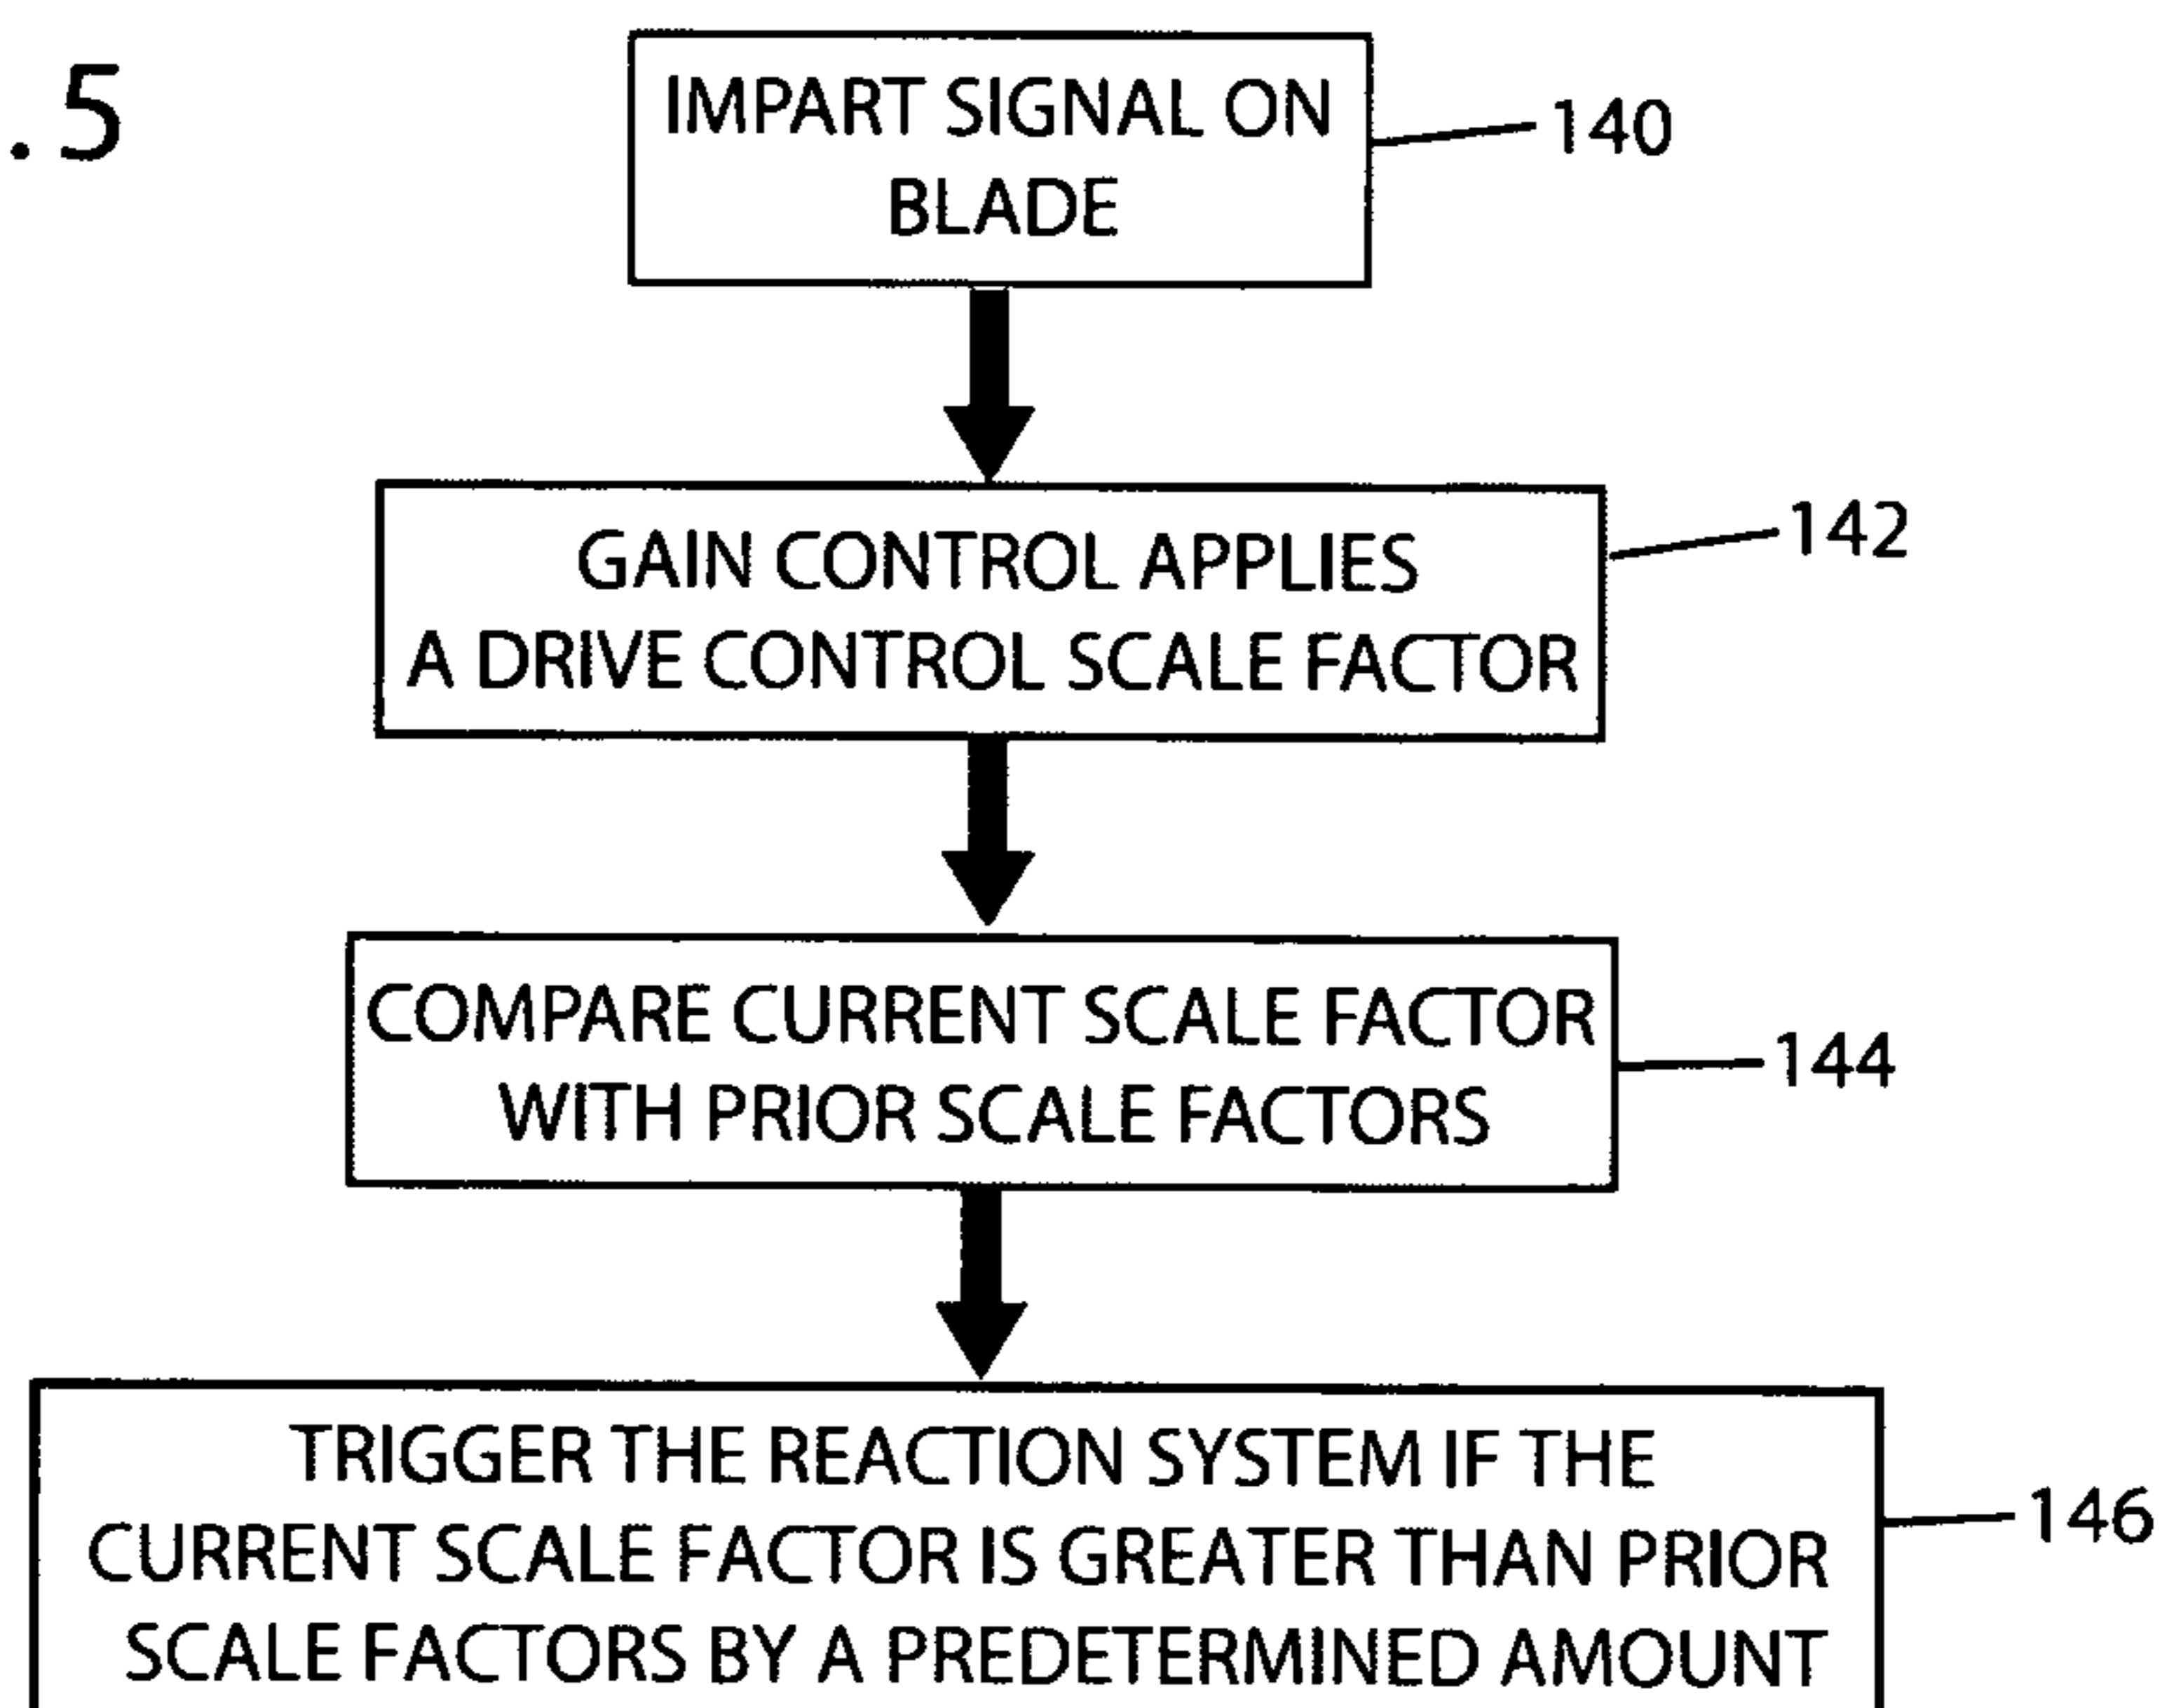 .5
IMPART SIGNAL ON
BLADE
140
GAIN CONTROL APPLIES
A DRIVE CONTROL SCALE FACTOR
142
COMPARE CURRENT SCALE FACTOR
WITH PRIOR SCALE FACTORS
144
TRIGGER THE REACTION SYSTEM IF THE
CURRENT SCALE FACTOR IS GREATER THAN PRIOR
SCALE FACTORS BY A PREDETERMINED AMOUNT
146